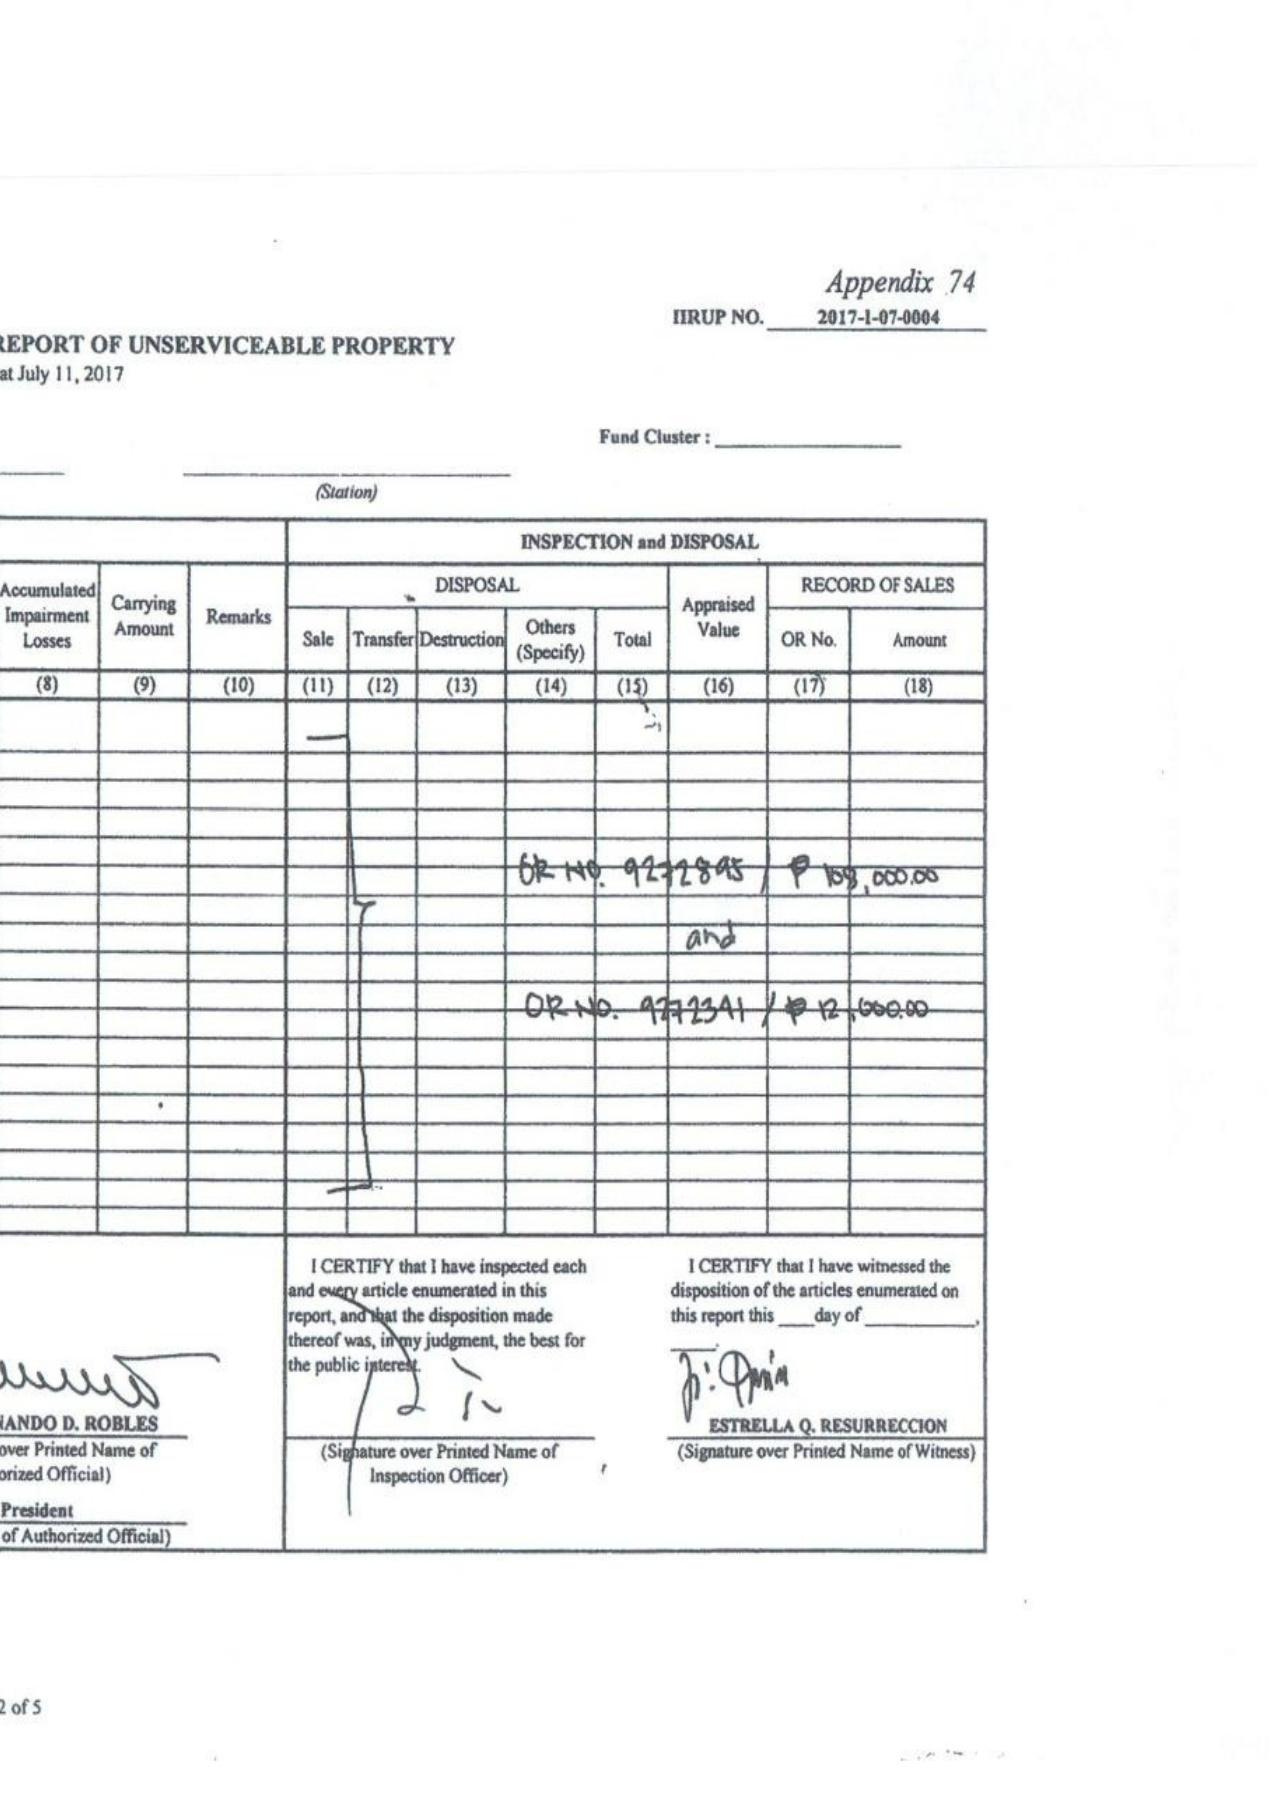 Appendix 74
IIRUP NO. 2017-I-07-0004
REPORT OF UNSERVICEABLE PROPERTY
at July 11, 2017
Fund Cluster :
(Station)
INSPECTION and DISPOSAL
DISPOSAL
RECORD OF SALES
Accumulated Impairment Losses
Carrying Amount
Remarks
Sale
Transfer
Destruction
Others (Specify)
Total
Appraised Value
OR No.
Amount
(8) (9) (10) (11) (12) (13) (14) (15) (16) (17) (18)
OR NO. 9272895 / ₱ 108,000.00
and
OR NO. 9272341 / ₱ 12,000.00
I CERTIFY that I have inspected each
and every article enumerated in this
report, and that the disposition made
thereof was, in my judgment, the best for
the public interest.
I CERTIFY that I have witnessed the
disposition of the articles enumerated on
this report this ___day of ___________,
NANDO D. ROBLES
over Printed Name of
orized Official)
President
of Authorized Official)
(Signature over Printed Name of
Inspection Officer)
ESTRELLA Q. RESURRECCION
(Signature over Printed Name of Witness)
2 of 5